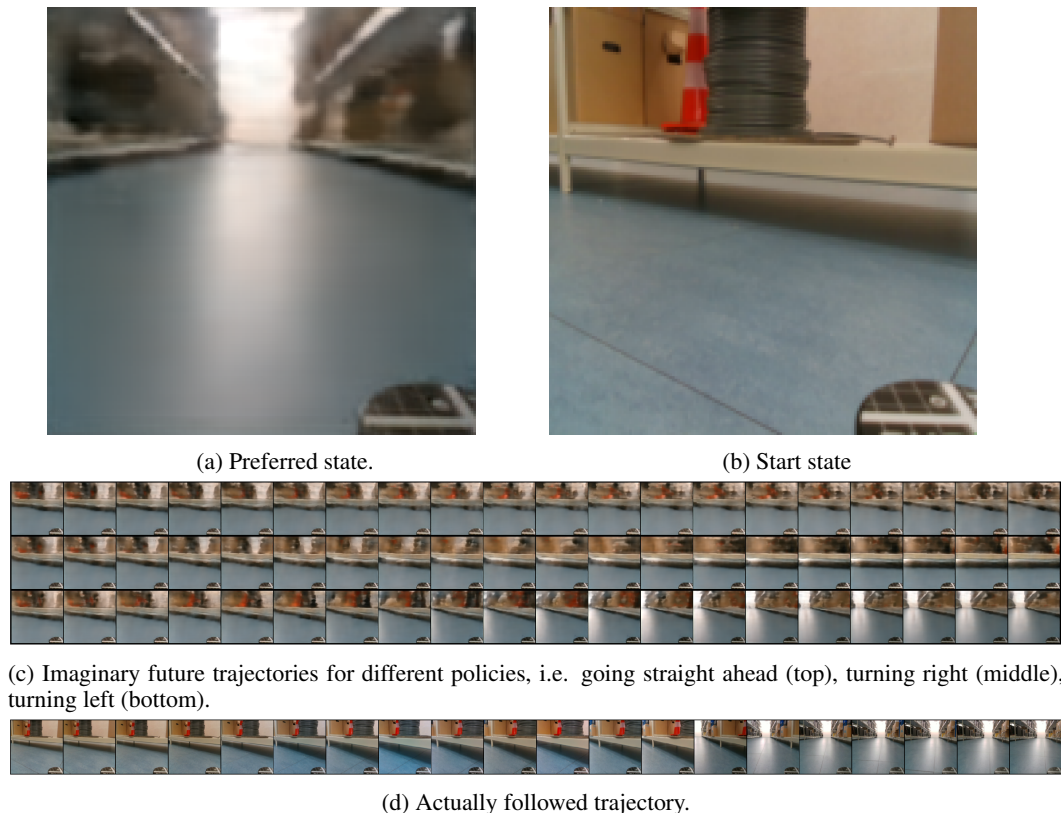 (a) Preferred state.
(b) Start state
(c) Imaginary future trajectories for different policies, i.e. going straight ahead (top), turning right (middle),
turning left (bottom).
(d) Actually followed trajectory.